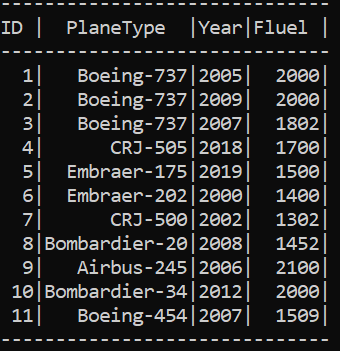 ---------------------------------
ID |  PlaneType  |Year|Fluel |
---------------------------------
  1|   Boeing-737|2005|  2000|
  2|   Boeing-737|2009|  2000|
  3|   Boeing-737|2007|  1802|
  4|      CRJ-505|2018|  1700|
  5|  Embraer-175|2019|  1500|
  6|  Embraer-202|2000|  1400|
  7|      CRJ-500|2002|  1302|
  8|Bombardier-20|2008|  1452|
  9|   Airbus-245|2006|  2100|
 10|Bombardier-34|2012|  2000|
 11|   Boeing-454|2007|  1509|
---------------------------------